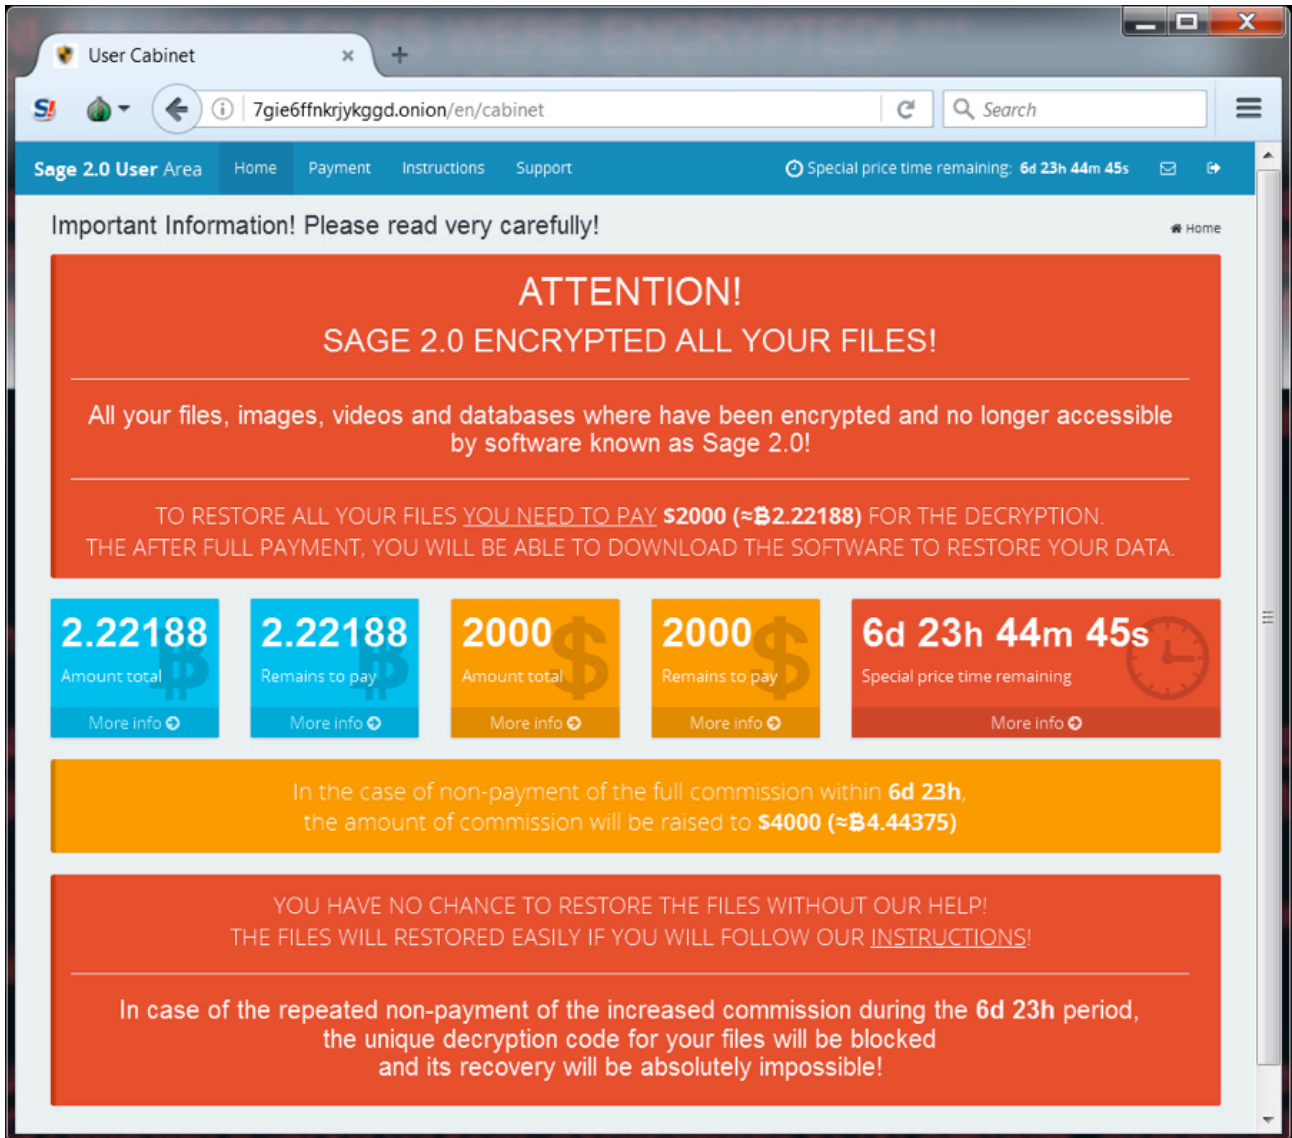 User Cabinet
S!
7gie6ffnkrjykggd.onion/en/cabinet
Search
Sage 2.0 User Area
Home
Payment
Instructions
Support
Special price time remaining: 6d 23h 44m 45s
Important Information! Please read very carefully!
Home
ATTENTION!
SAGE 2.0 ENCRYPTED ALL YOUR FILES!
All your files, images, videos and databases where have been encrypted and no longer accessible
by software known as Sage 2.0!
TO RESTORE ALL YOUR FILES YOU NEED TO PAY $2000 (≈₿2.22188) FOR THE DECRYPTION.
THE AFTER FULL PAYMENT, YOU WILL BE ABLE TO DOWNLOAD THE SOFTWARE TO RESTORE YOUR DATA.
2.22188
Amount total
More info
2.22188
Remains to pay
More info
2000
Amount total
More info
2000
Remains to pay
More info
6d 23h 44m 45s
Special price time remaining
More info
In the case of non-payment of the full commission within 6d 23h,
the amount of commission will be raised to $4000 (≈₿4.44375)
YOU HAVE NO CHANCE TO RESTORE THE FILES WITHOUT OUR HELP!
THE FILES WILL RESTORED EASILY IF YOU WILL FOLLOW OUR INSTRUCTIONS!
In case of the repeated non-payment of the increased commission during the 6d 23h period,
the unique decryption code for your files will be blocked
and its recovery will be absolutely impossible!